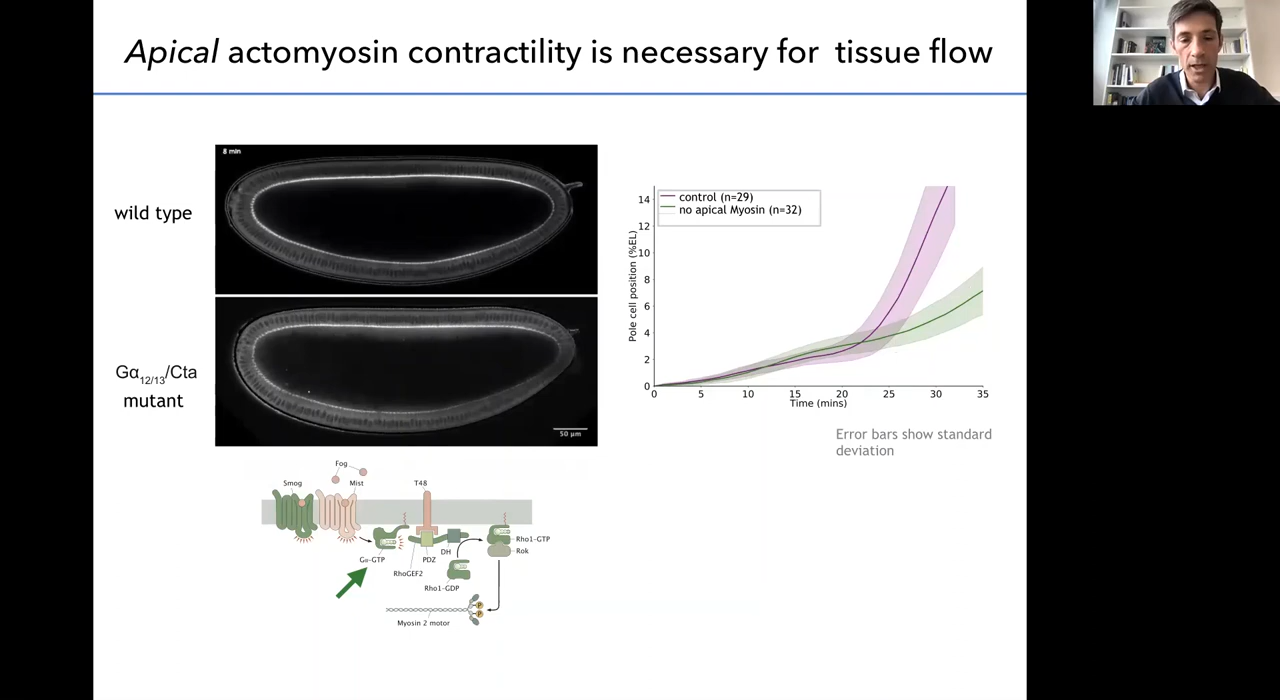 Apical actomyosin contractility is necessary for tissue flow
8 min
wild type
Gα12/13/Cta
mutant
50 µm
14
12
10
8
6
4
2
0
Pole cell position (%EL)
control (n=29)
no apical Myosin (n=32)
0 5 10 15 20 25 30 35
Time (mins)
Error bars show standard
deviation
Fog
Smog
Mist
T48
Gα-GTP
PDZ
DH
RhoGEF2
Rho1-GDP
Rho1-GTP
Rok
P
P
Myosin 2 motor